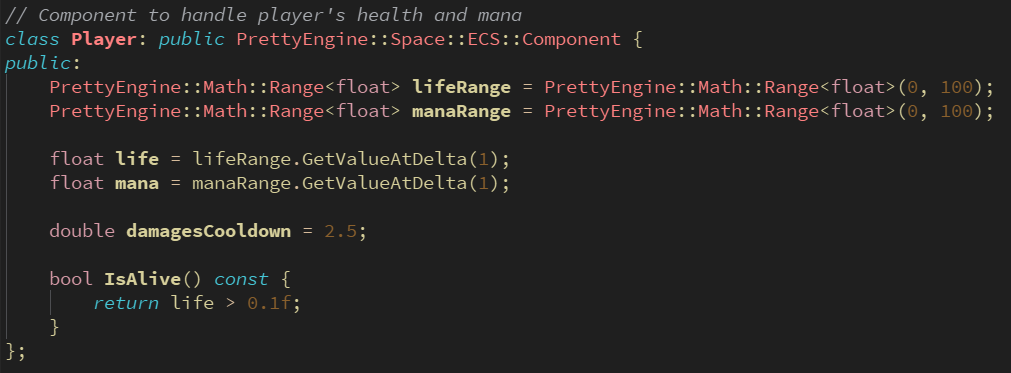 // Component to handle player's health and mana
class Player: public PrettyEngine::Space::ECS::Component {
public:
    PrettyEngine::Math::Range<float> lifeRange = PrettyEngine::Math::Range<float>(0, 100);
    PrettyEngine::Math::Range<float> manaRange = PrettyEngine::Math::Range<float>(0, 100);

    float life = lifeRange.GetValueAtDelta(1);
    float mana = manaRange.GetValueAtDelta(1);

    double damagesCooldown = 2.5;

    bool IsAlive() const {
        return life > 0.1f;
    }
};